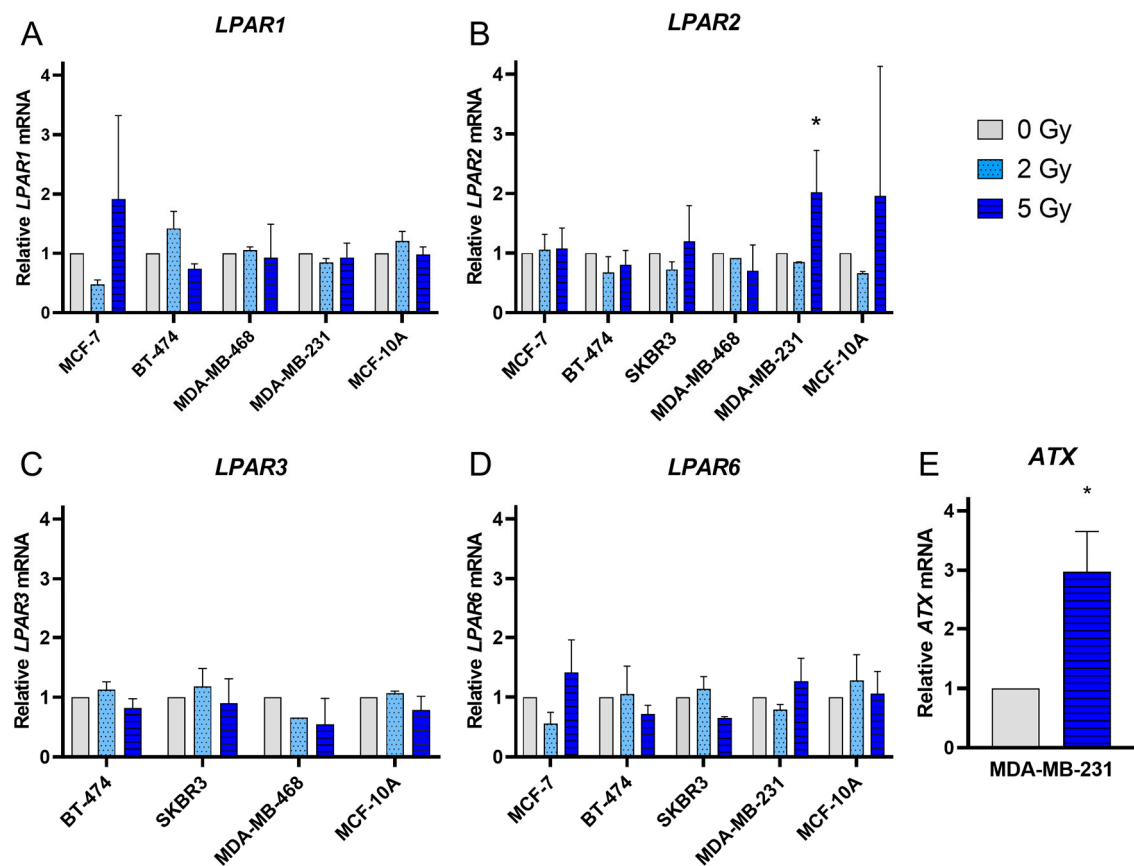 A
LPAR1
Relative LPAR1 mRNA
4
3
2
1
0
MCF-7
BT-474
MDA-MB-468
MDA-MB-231
MCF-10A
B
LPAR2
Relative LPAR2 mRNA
4
3
2
1
0
*
MCF-7
BT-474
SKBR3
MDA-MB-468
MDA-MB-231
MCF-10A
0 Gy
2 Gy
5 Gy
C
LPAR3
Relative LPAR3 mRNA
4
3
2
1
0
BT-474
SKBR3
MDA-MB-468
MCF-10A
D
LPAR6
Relative LPAR6 mRNA
4
3
2
1
0
MCF-7
BT-474
SKBR3
MDA-MB-231
MCF-10A
E
ATX
Relative ATX mRNA
4
3
2
1
0
*
MDA-MB-231